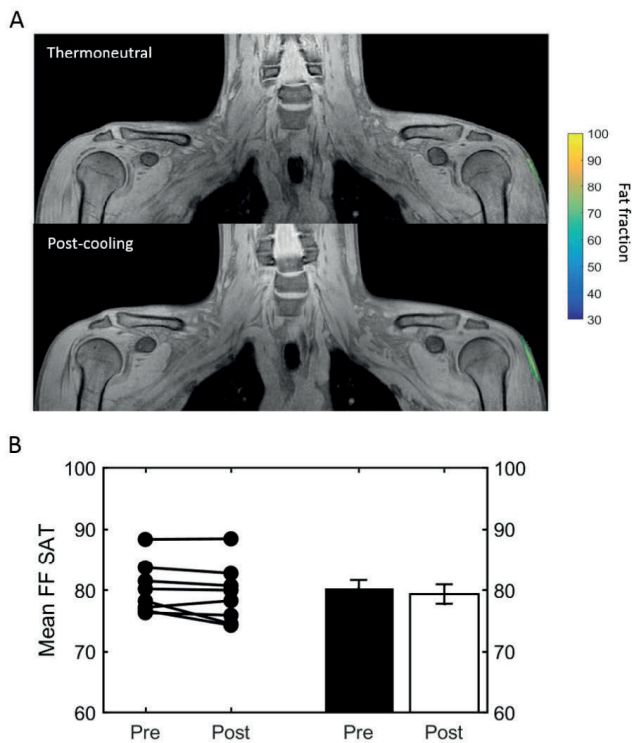 A
Thermoneutral
Post-cooling
100
90
80
70
60
50
40
30
Fat fraction
B
100
90
80
70
60
Mean FF SAT
100
90
80
70
60
Pre
Post
Pre
Post